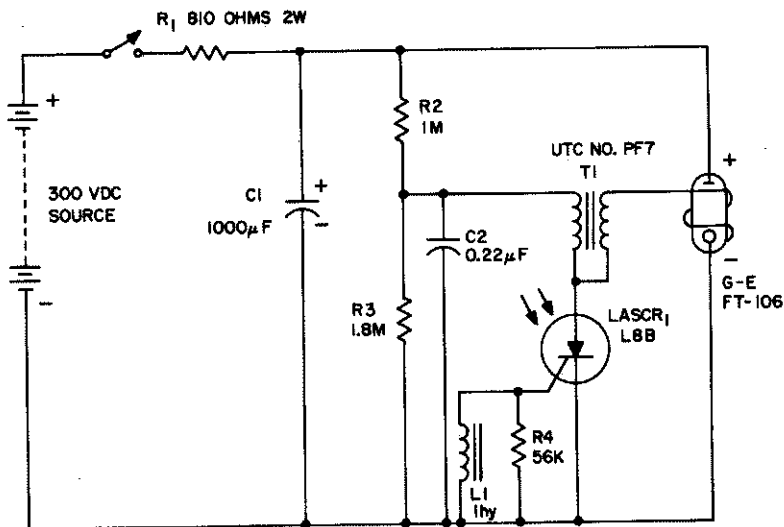 R1 810 OHMS 2W
+
300 VDC
SOURCE
−
C1
1000µF
+
−
R2
1M
R3
1.8M
C2
0.22µF
UTC NO. PF7
T1
+
−
G-E
FT-106
LASCR1
L8B
R4
56K
L1
1hy